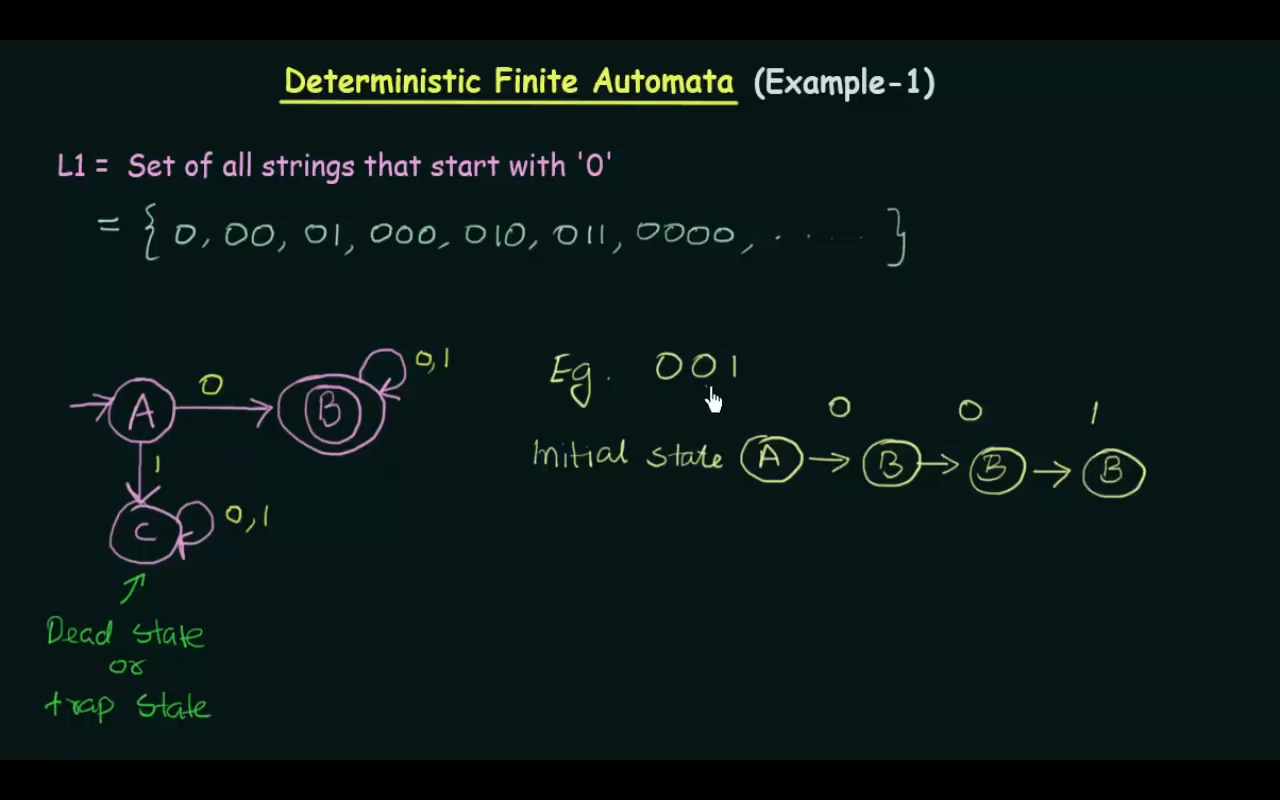 Deterministic Finite Automata (Example-1)
L1 = Set of all strings that start with '0'
= { 0, 00, 01, 000, 010, 011, 0000, ..... }
0,1
Eg. 001
0
A
B
0 0 1
Initial state A → B → B → B
1
C
0,1
Dead state
or
trap state